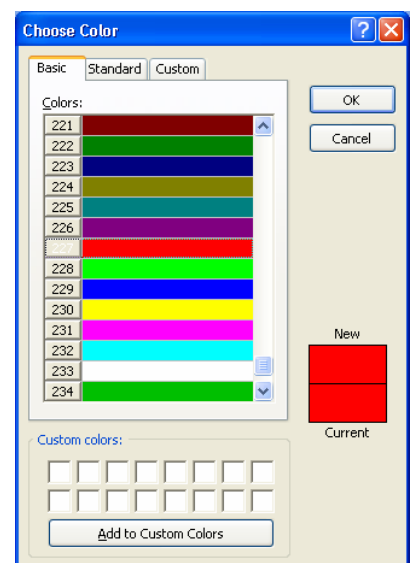 Choose Color
Basic Standard Custom
Colors:
221
222
223
224
225
226
227
228
229
230
231
232
233
234
OK
Cancel
New
Current
Custom colors:
Add to Custom Colors